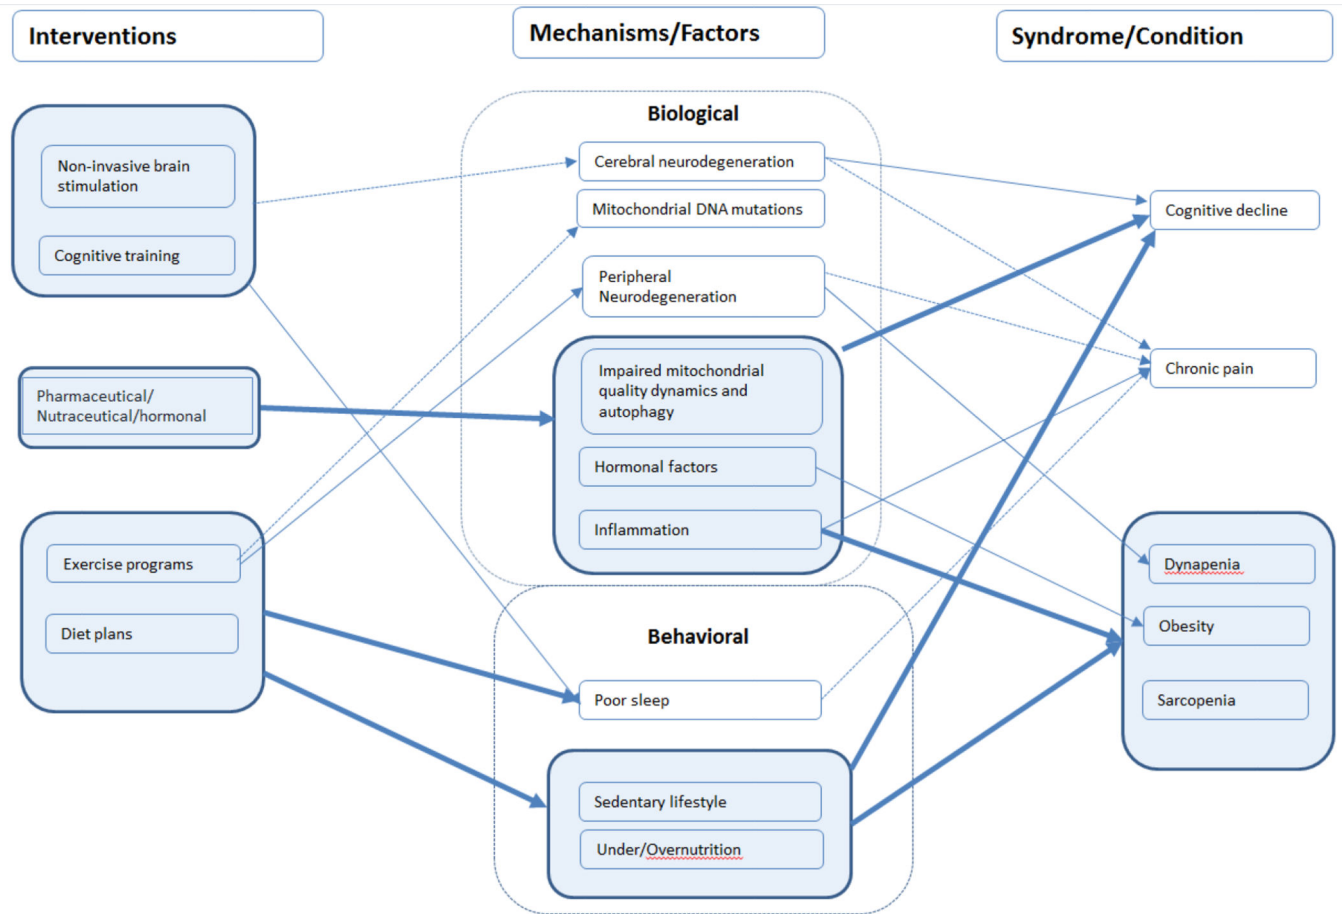 Interventions
Mechanisms/Factors
Syndrome/Condition
Non-invasive brain
stimulation
Cognitive training
Pharmaceutical/
Nutraceutical/hormonal
Exercise programs
Diet plans
Biological
Cerebral neurodegeneration
Mitochondrial DNA mutations
Peripheral
Neurodegeneration
Impaired mitochondrial
quality dynamics and
autophagy
Hormonal factors
Inflammation
Behavioral
Poor sleep
Sedentary lifestyle
Under/Overnutrition
Cognitive decline
Chronic pain
Dynapenia
Obesity
Sarcopenia